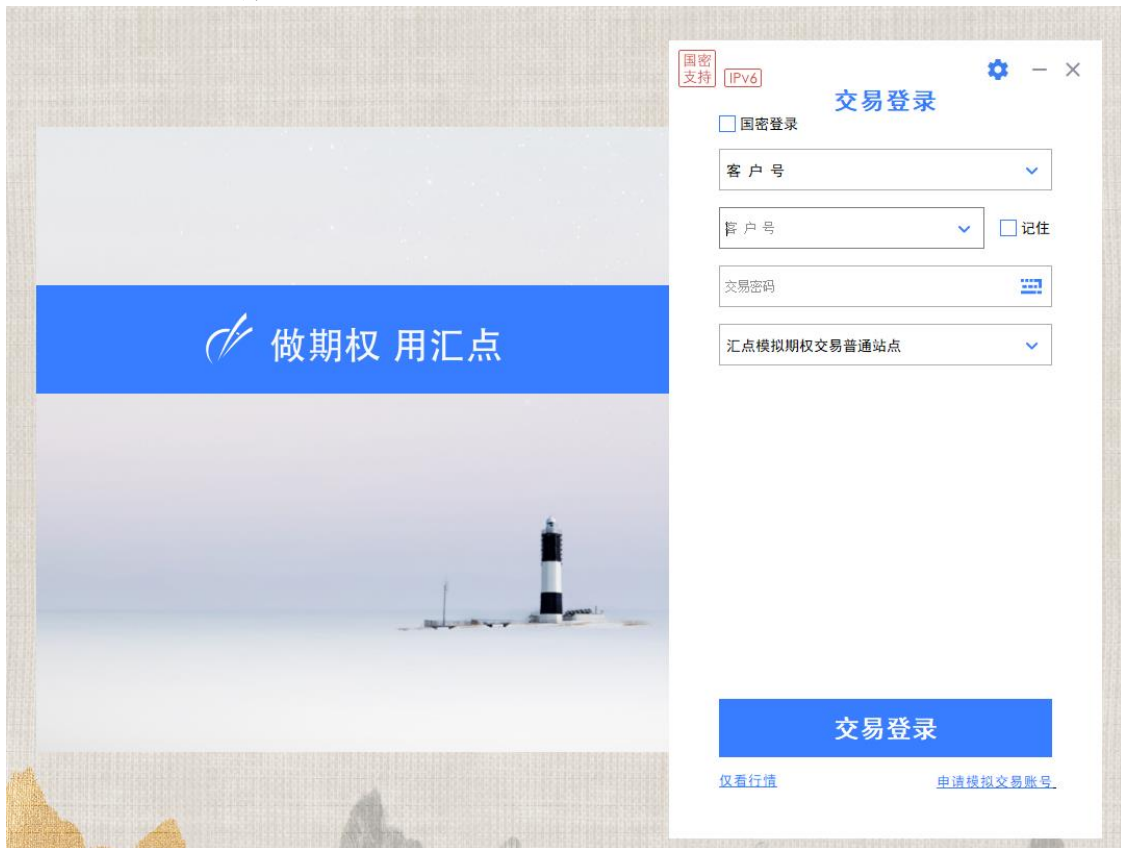 国密
支持
IPv6
交易登录
国密登录
客 户 号
客 户 号
记住
交易密码
汇点模拟期权交易普通站点
做期权 用汇点
交易登录
仅看行情
申请模拟交易账号